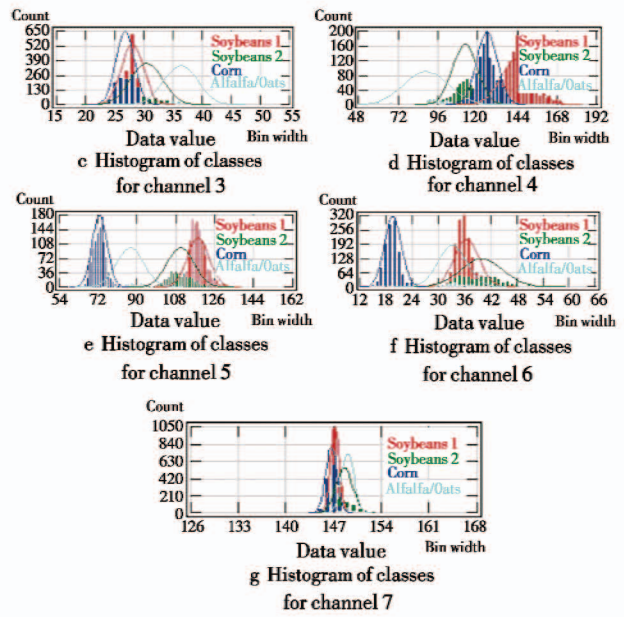 Count
650
520
390
260
130
0
Soybeans 1
Soybeans 2
Corn
Alfalfa/0ats
15 20 25 30 35 40 45 50 55
Data value Bin width
c Histogram of classes
for channel 3
Count
200
160
120
80
40
0
Soybeans 1
Soybeans 2
Corn
Alfalfa/0ats
48 72 96 120 144 168 192
Data value Bin width
d Histogram of classes
for channel 4
Count
180
144
108
72
36
0
Soybeans 1
Soybeans 2
Corn
Alfalfa/0ats
54 72 90 108 126 144 162
Data value Bin width
e Histogram of classes
for channel 5
Count
320
256
192
128
64
0
Soybeans 1
Soybeans 2
Corn
Alfalfa/0ats
12 18 24 30 36 42 48 54 60 66
Data value Bin width
f Histogram of classes
for channel 6
Count
1050
840
630
420
210
0
Soybeans 1
Soybeans 2
Corn
Alfalfa/0ats
126 133 140 147 154 161 168
Data value Bin width
g Histogram of classes
for channel 7